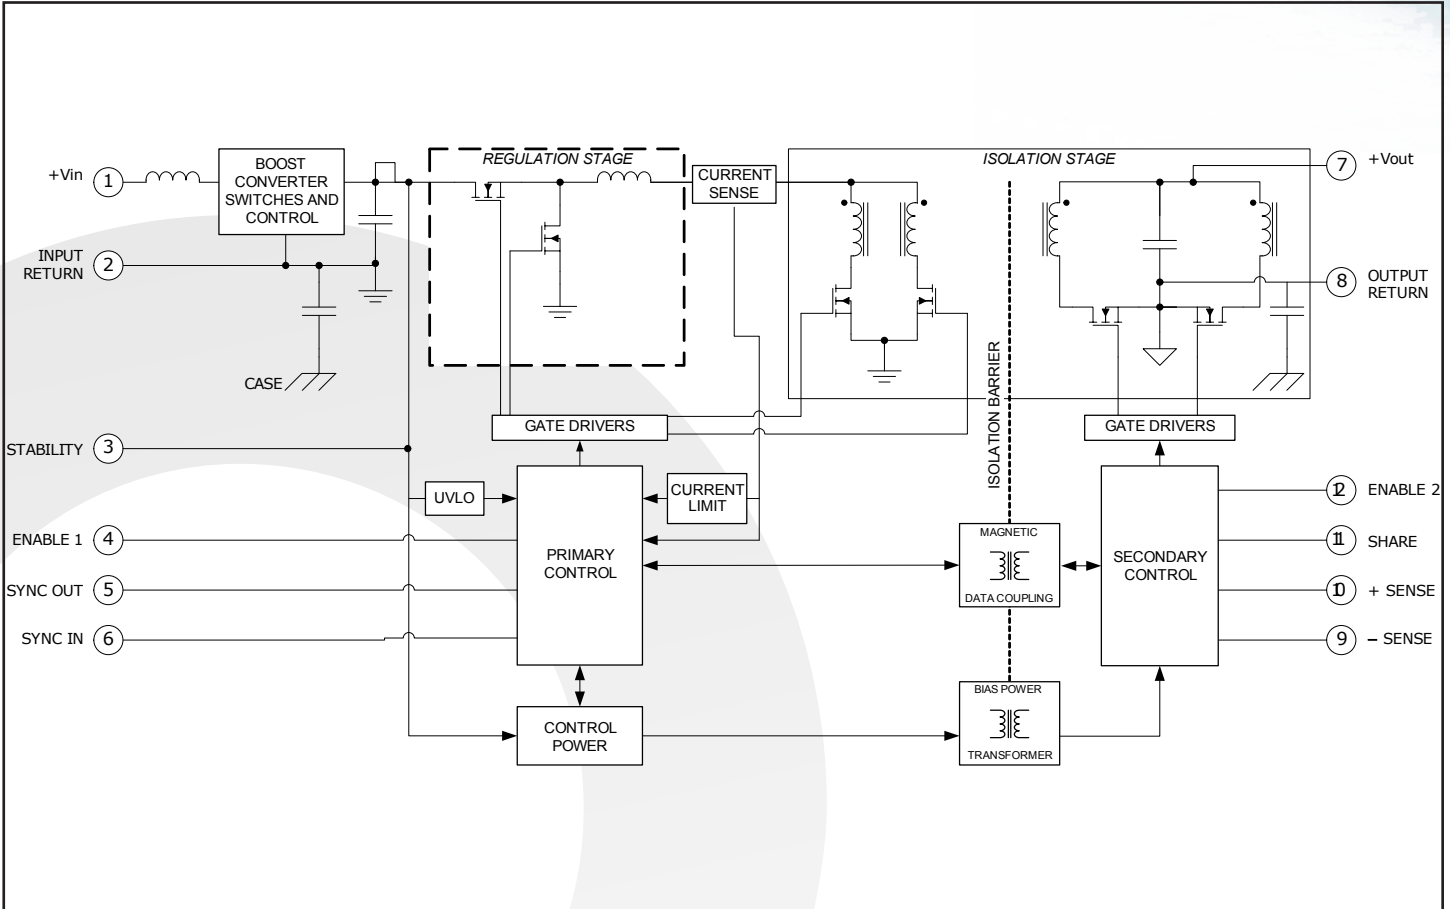 +Vin
1
BOOST
CONVERTER
SWITCHES AND
CONTROL
REGULATION STAGE
CURRENT
SENSE
ISOLATION STAGE
7
+Vout
INPUT
RETURN
2
8
OUTPUT
RETURN
CASE
ISOLATION BARRIER
STABILITY
3
GATE DRIVERS
GATE DRIVERS
UVLO
CURRENT
LIMIT
12
ENABLE 2
ENABLE 1
4
PRIMARY
CONTROL
MAGNETIC
DATA COUPLING
SECONDARY
CONTROL
11
SHARE
SYNC OUT
5
10
+ SENSE
SYNC IN
6
9
– SENSE
CONTROL
POWER
BIAS POWER
TRANSFORMER